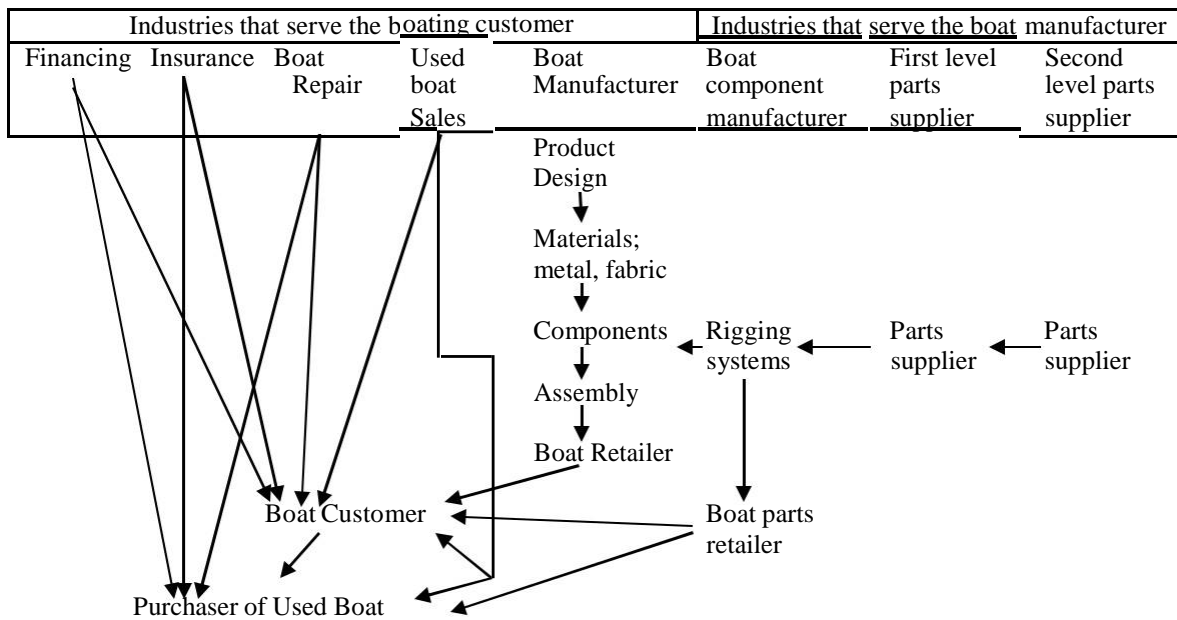 Industries that serve the boating customer
Industries that serve the boat manufacturer
Financing
Insurance
Boat
Repair
Used
boat
Sales
Boat
Manufacturer
Boat
component
manufacturer
First level
parts
supplier
Second
level parts
supplier
Product
Design
Materials;
metal, fabric
Components
Rigging
systems
Parts
supplier
Parts
supplier
Assembly
Boat Retailer
Boat Customer
Boat parts
retailer
Purchaser of Used Boat